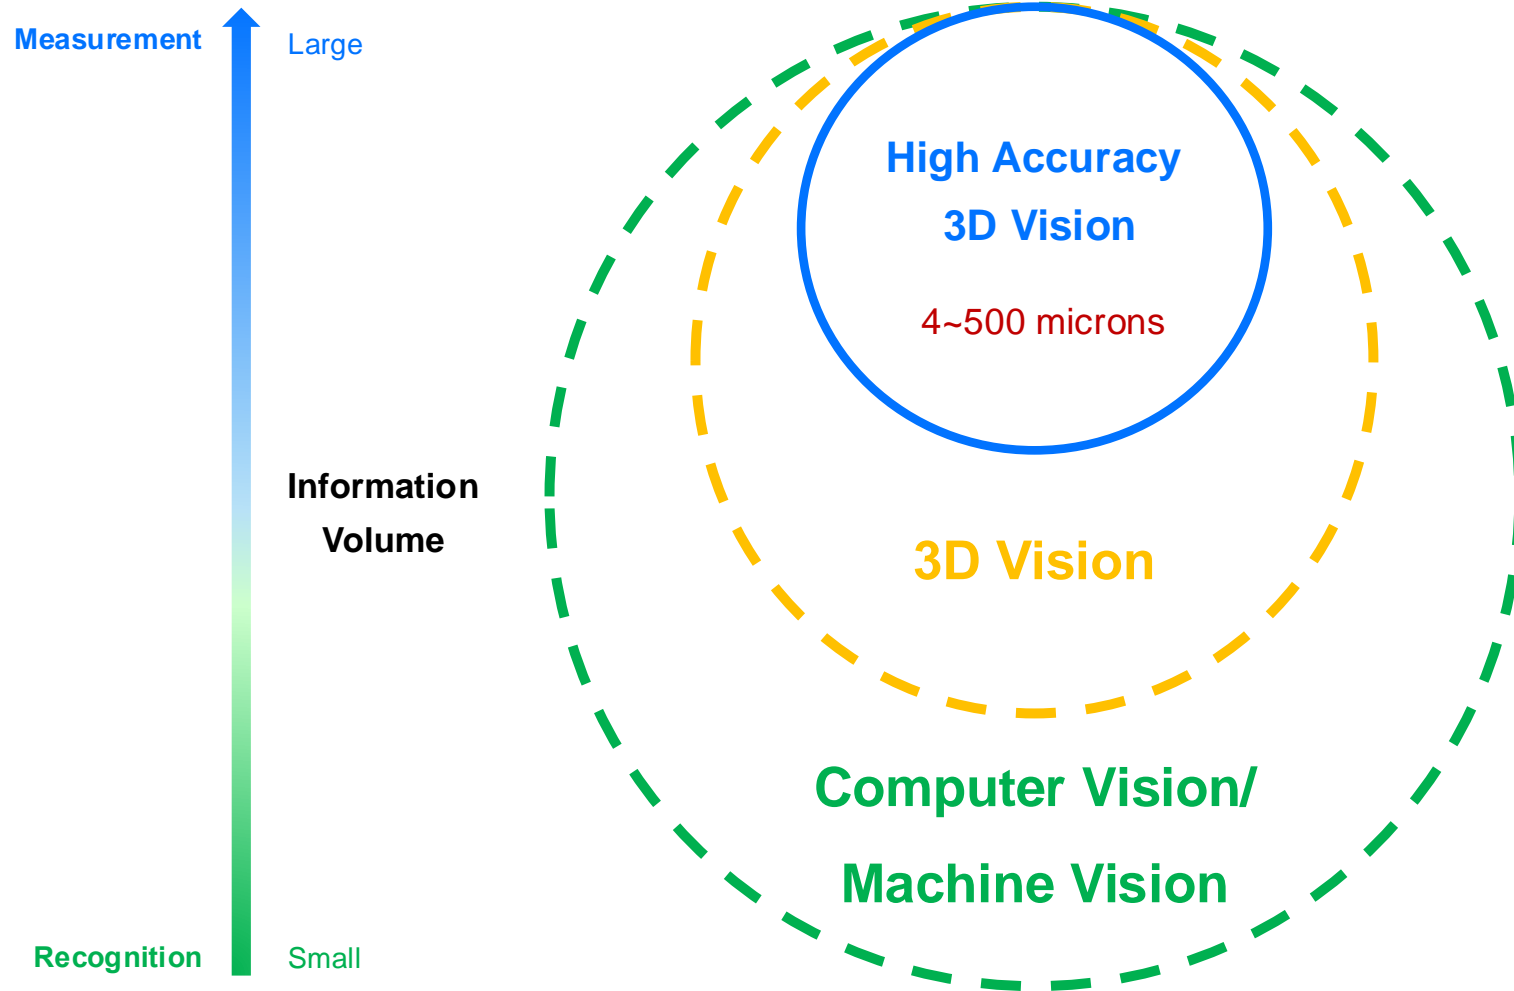 Measurement
Large
Information
Volume
Recognition
Small
High Accuracy
3D Vision
4~500 microns
3D Vision
Computer Vision/
Machine Vision